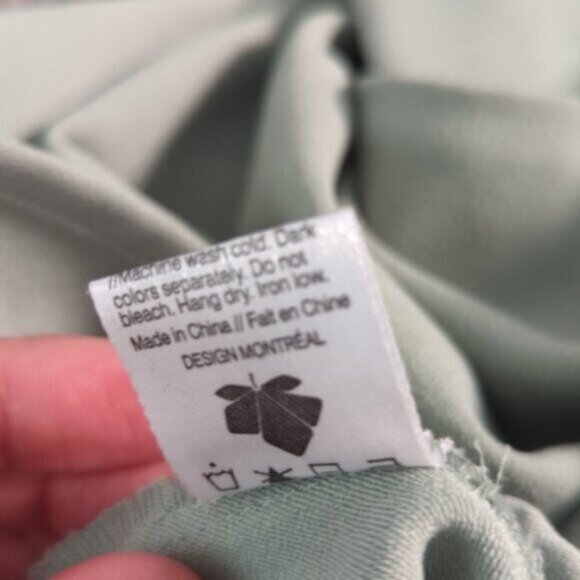 //Machine wash cold. Dark
colors separately. Do not
bleach. Hang dry. Iron low.
Made in China // Fait en Chine
DESIGN MONTRÉAL